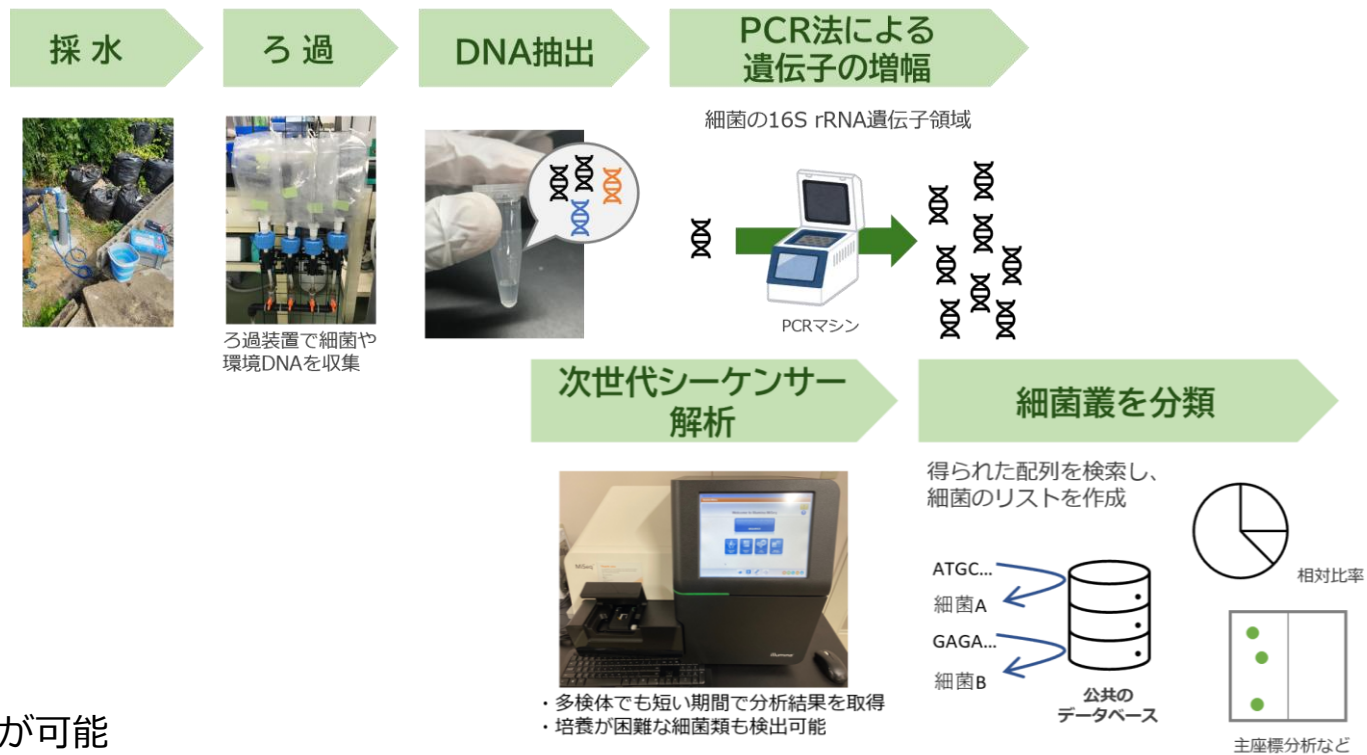 採 水
ろ 過
DNA抽出
PCR法による
遺伝子の増幅
細菌の16S rRNA遺伝子領域
PCRマシン
ろ過装置で細菌や
環境DNAを収集
次世代シーケンサー
解析
MiSeq
illumina
・多検体でも短い期間で分析結果を取得
・培養が困難な細菌類も検出可能
細菌叢を分類
得られた配列を検索し、
細菌のリストを作成
ATGC...
細菌A
GAGA...
細菌B
公共の
データベース
相対比率
主座標分析など
が可能